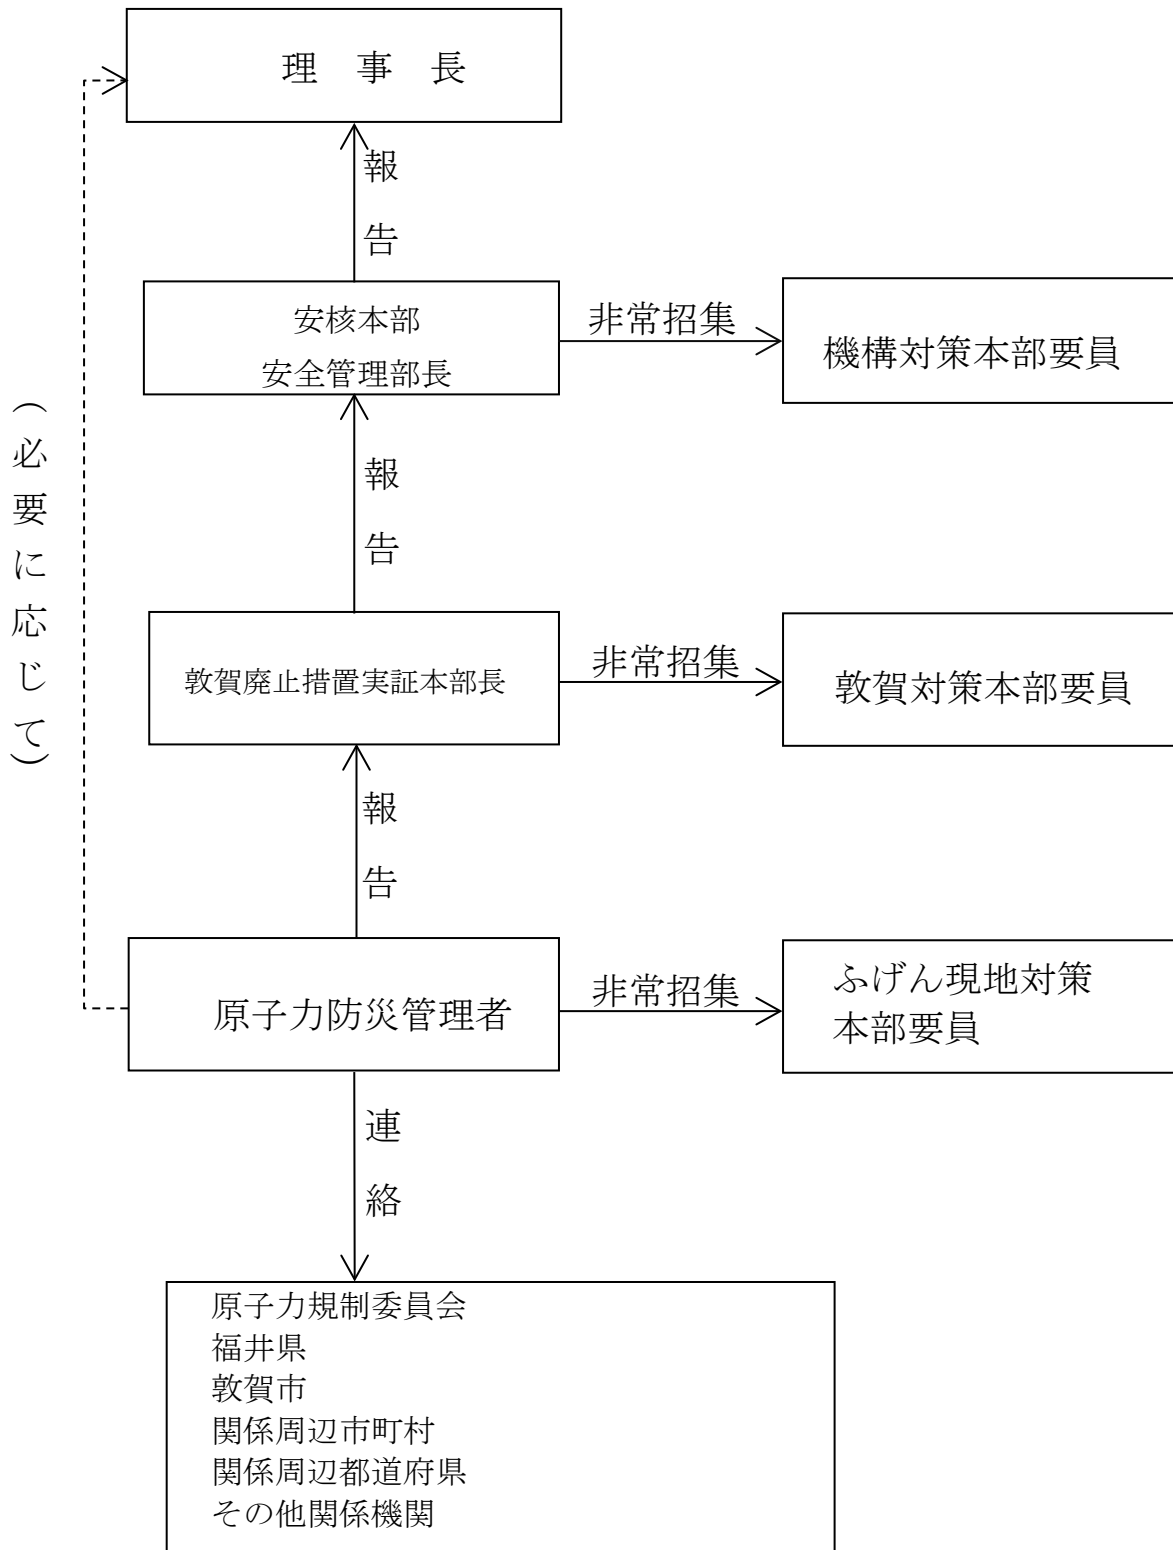 理　事　長
報告
安核本部
安全管理部長
非常招集
機構対策本部要員
(必要に応じて)
報告
敦賀廃止措置実証本部長
非常招集
敦賀対策本部要員
報告
原子力防災管理者
非常招集
ふげん現地対策
本部要員
連絡
原子力規制委員会
福井県
敦賀市
関係周辺市町村
関係周辺都道府県
その他関係機関